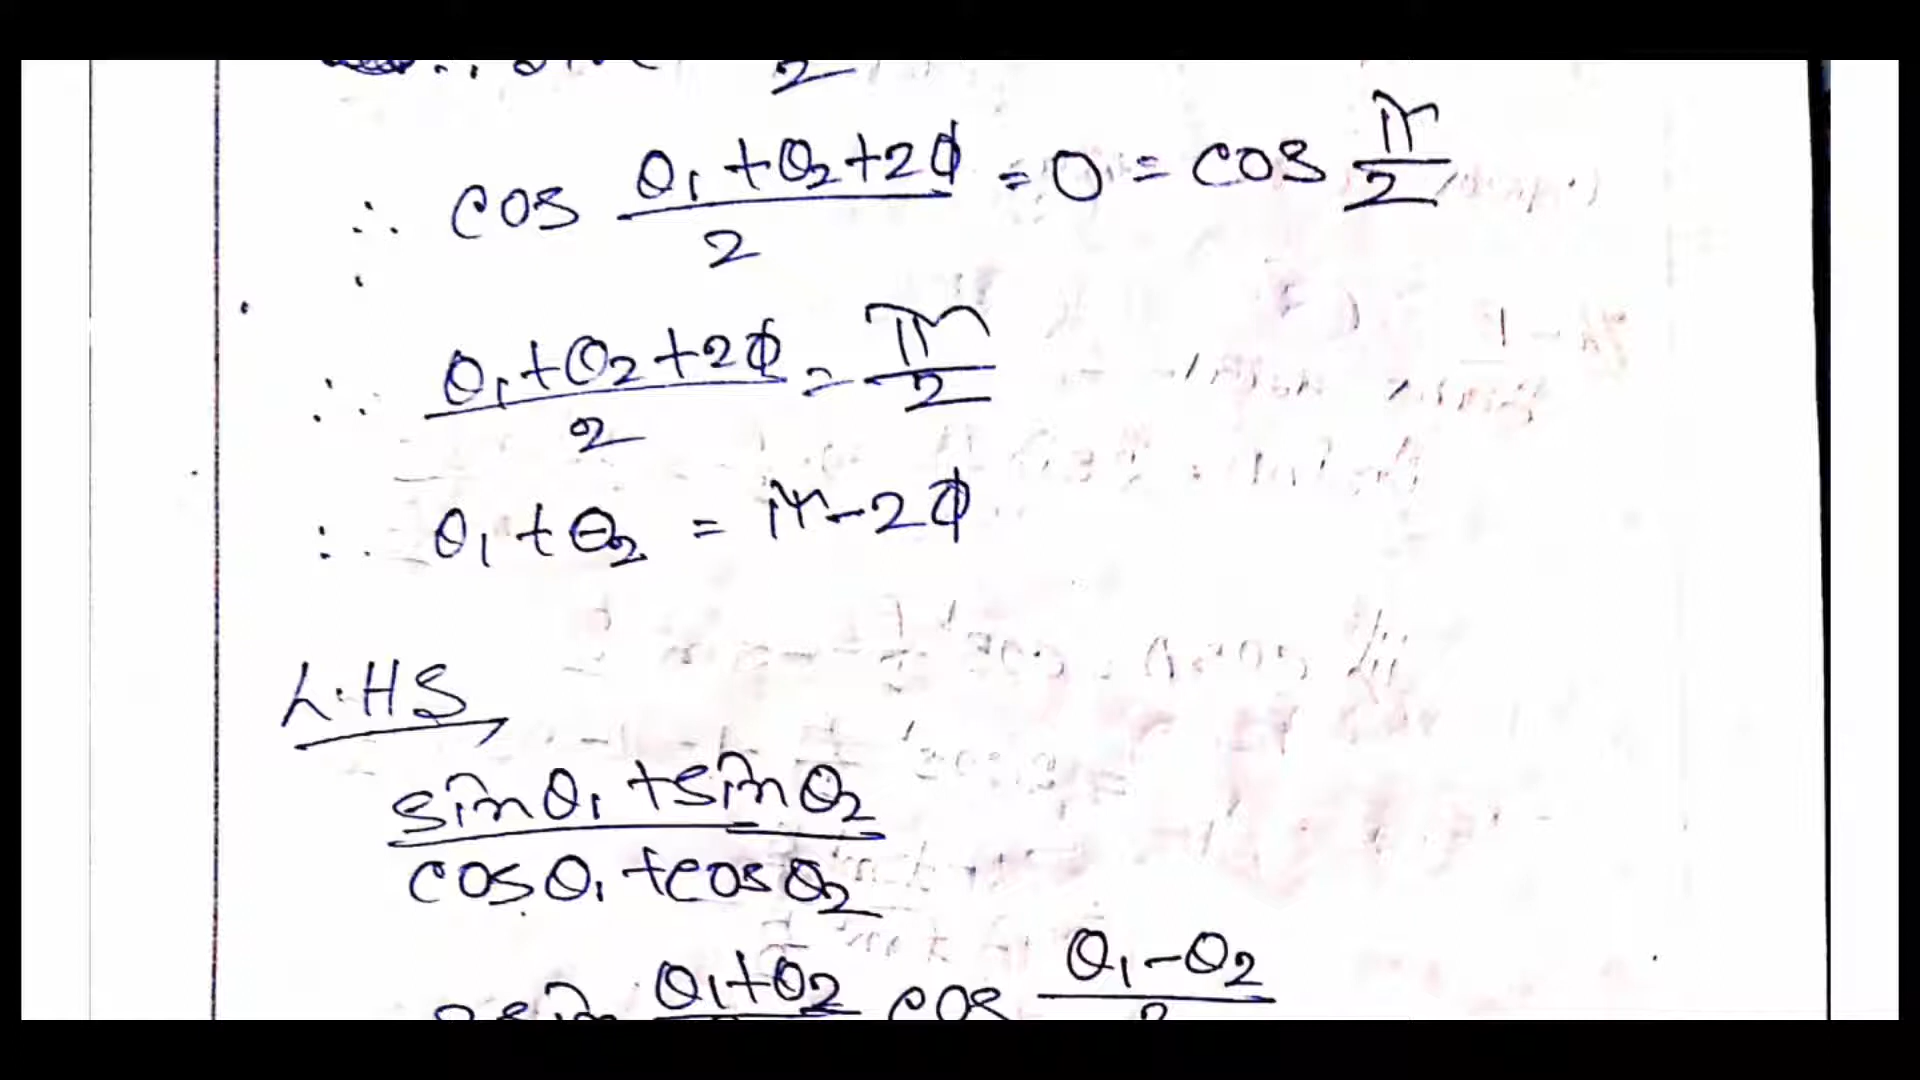 ∴ cos (θ₁+θ₂+2φ)/2 = 0 = cos π/2
∴ (θ₁+θ₂+2φ)/2 = π/2
∴ θ₁+θ₂ = π-2φ
L.HS
(sinθ₁+sinθ₂)/(cosθ₁+cosθ₂)
2sin (θ₁+θ₂)/2 cos (θ₁-θ₂)/2